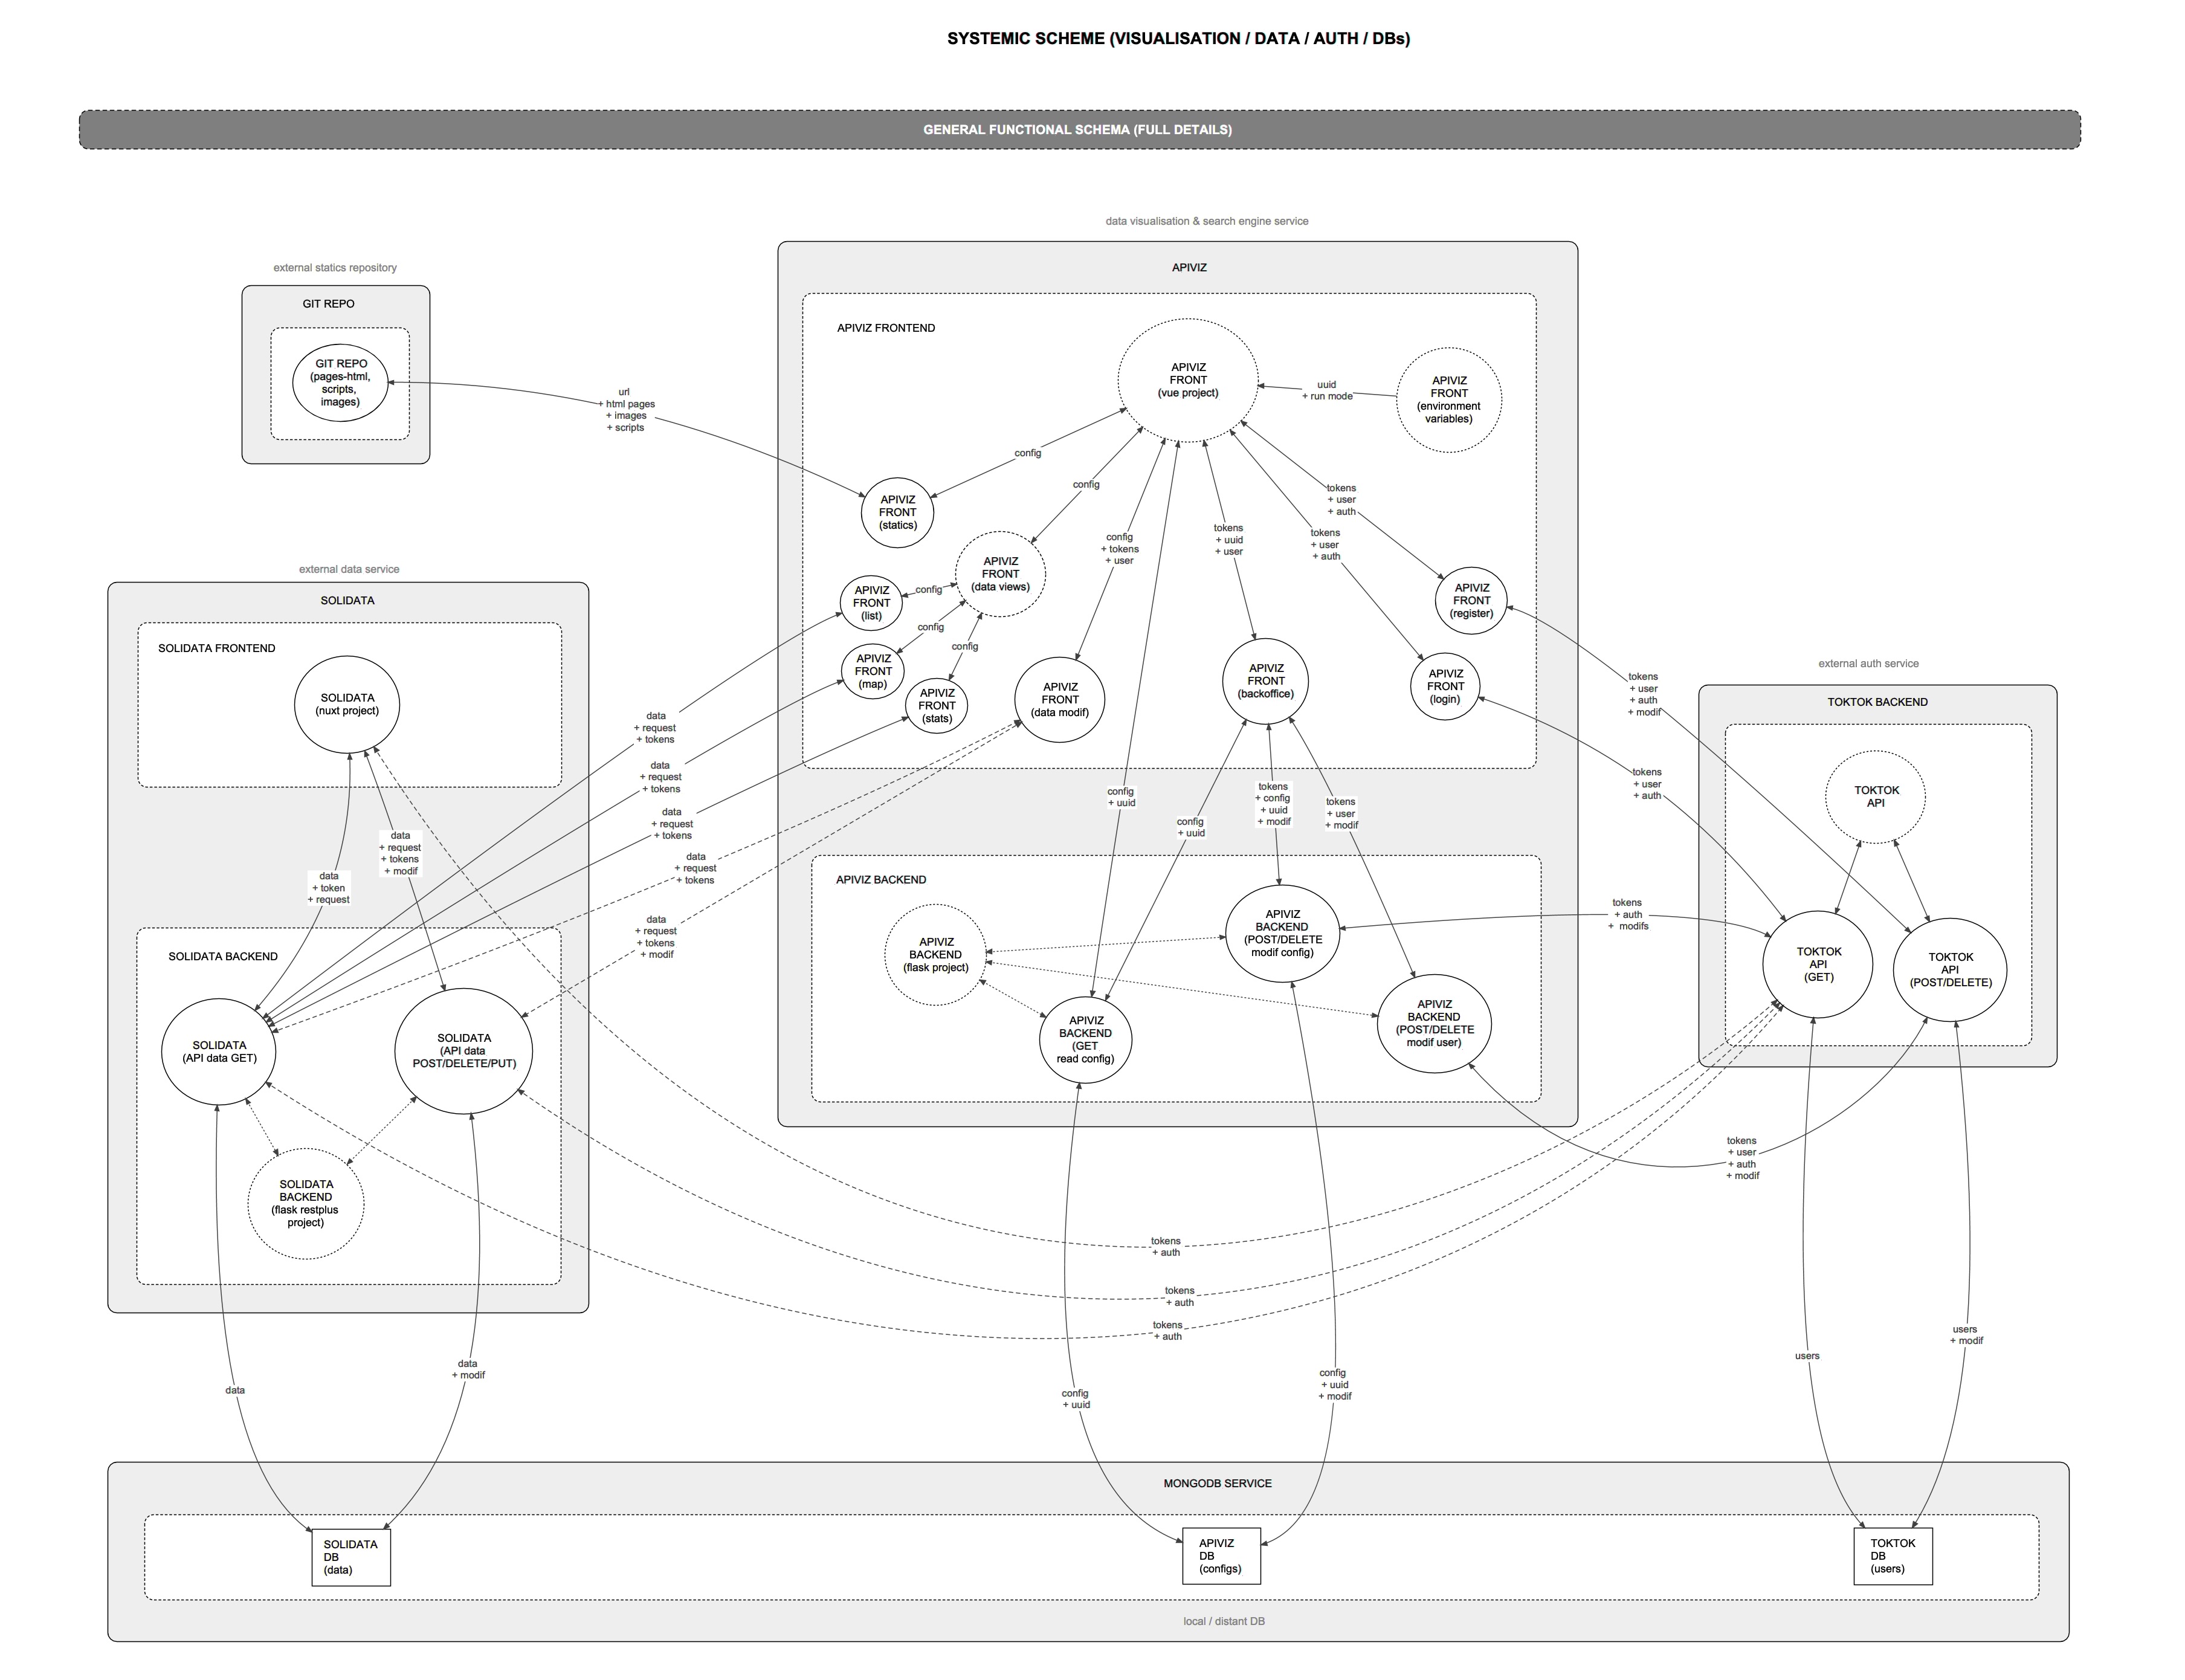 SYSTEMIC SCHEME (VISUALISATION / DATA / AUTH / DBs)
GENERAL FUNCTIONAL SCHEMA (FULL DETAILS)
data visualisation & search engine service
external statics repository
GIT REPO
GIT REPO
(pages-html,
scripts,
images)
url
+ html pages
+ images
+ scripts
APIVIZ
APIVIZ FRONTEND
APIVIZ
FRONT
(vue project)
uuid
+ run mode
APIVIZ
FRONT
(environment
variables)
config
config
APIVIZ
FRONT
(statics)
config
+ tokens
+ user
tokens
+ uuid
+ user
tokens
+ user
+ auth
tokens
+ user
+ auth
APIVIZ
FRONT
(data views)
APIVIZ
FRONT
(list)
config
config
config
APIVIZ
FRONT
(map)
APIVIZ
FRONT
(stats)
APIVIZ
FRONT
(data modif)
APIVIZ
FRONT
(backoffice)
APIVIZ
FRONT
(register)
APIVIZ
FRONT
(login)
external data service
SOLIDATA
SOLIDATA FRONTEND
SOLIDATA
(nuxt project)
data
+ request
+ tokens
data
+ request
+ tokens
data
+ request
+ tokens
data
+ request
+ tokens
data
+ request
+ tokens
+ modif
data
+ request
+ tokens
+ modif
data
+ token
+ request
SOLIDATA BACKEND
SOLIDATA
(API data GET)
SOLIDATA
(API data
POST/DELETE/PUT)
SOLIDATA
BACKEND
(flask restplus
project)
config
+ uuid
config
+ uuid
tokens
+ config
+ uuid
+ modif
tokens
+ user
+ modif
APIVIZ BACKEND
APIVIZ
BACKEND
(flask project)
APIVIZ
BACKEND
(POST/DELETE
modif config)
APIVIZ
BACKEND
(GET
read config)
APIVIZ
BACKEND
(POST/DELETE
modif user)
tokens
+ user
+ auth
+ modif
tokens
+ user
+ auth
tokens
+ auth
+ modifs
external auth service
TOKTOK BACKEND
TOKTOK
API
TOKTOK
API
(GET)
TOKTOK
API
(POST/DELETE)
tokens
+ user
+ auth
+ modif
tokens
+ auth
tokens
+ auth
tokens
+ auth
data
data
+ modif
config
+ uuid
config
+ uuid
+ modif
users
users
+ modif
MONGODB SERVICE
SOLIDATA
DB
(data)
APIVIZ
DB
(configs)
TOKTOK
DB
(users)
local / distant DB